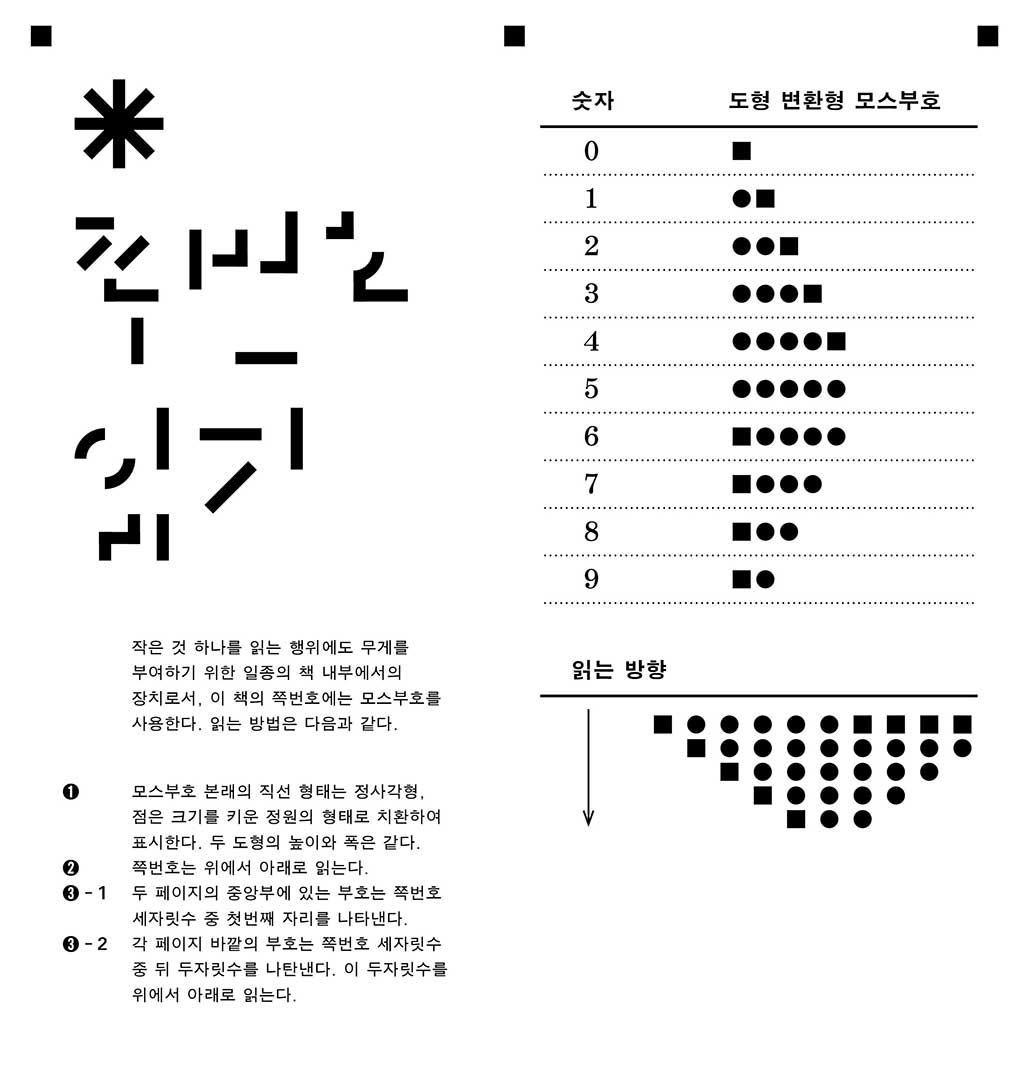 숫자 도형 변환형 모스부호
0 ■
1 ●■
2 ●●■
3 ●●●■
4 ●●●●■
5 ●●●●●
6 ■●●●●
7 ■●●●
8 ■●●
9 ■●
읽는 방향
작은 것 하나를 읽는 행위에도 무게를
부여하기 위한 일종의 책 내부에서의
장치로서, 이 책의 쪽번호에는 모스부호를
사용한다. 읽는 방법은 다음과 같다.
❶ 모스부호 본래의 직선 형태는 정사각형,
점은 크기를 키운 정원의 형태로 치환하여
표시한다. 두 도형의 높이와 폭은 같다.
❷ 쪽번호는 위에서 아래로 읽는다.
❸ - 1 두 페이지의 중앙부에 있는 부호는 쪽번호
세자릿수 중 첫번째 자리를 나타낸다.
❸ - 2 각 페이지 바깥의 부호는 쪽번호 세자릿수
중 뒤 두자릿수를 나탄낸다. 이 두자릿수를
위에서 아래로 읽는다.